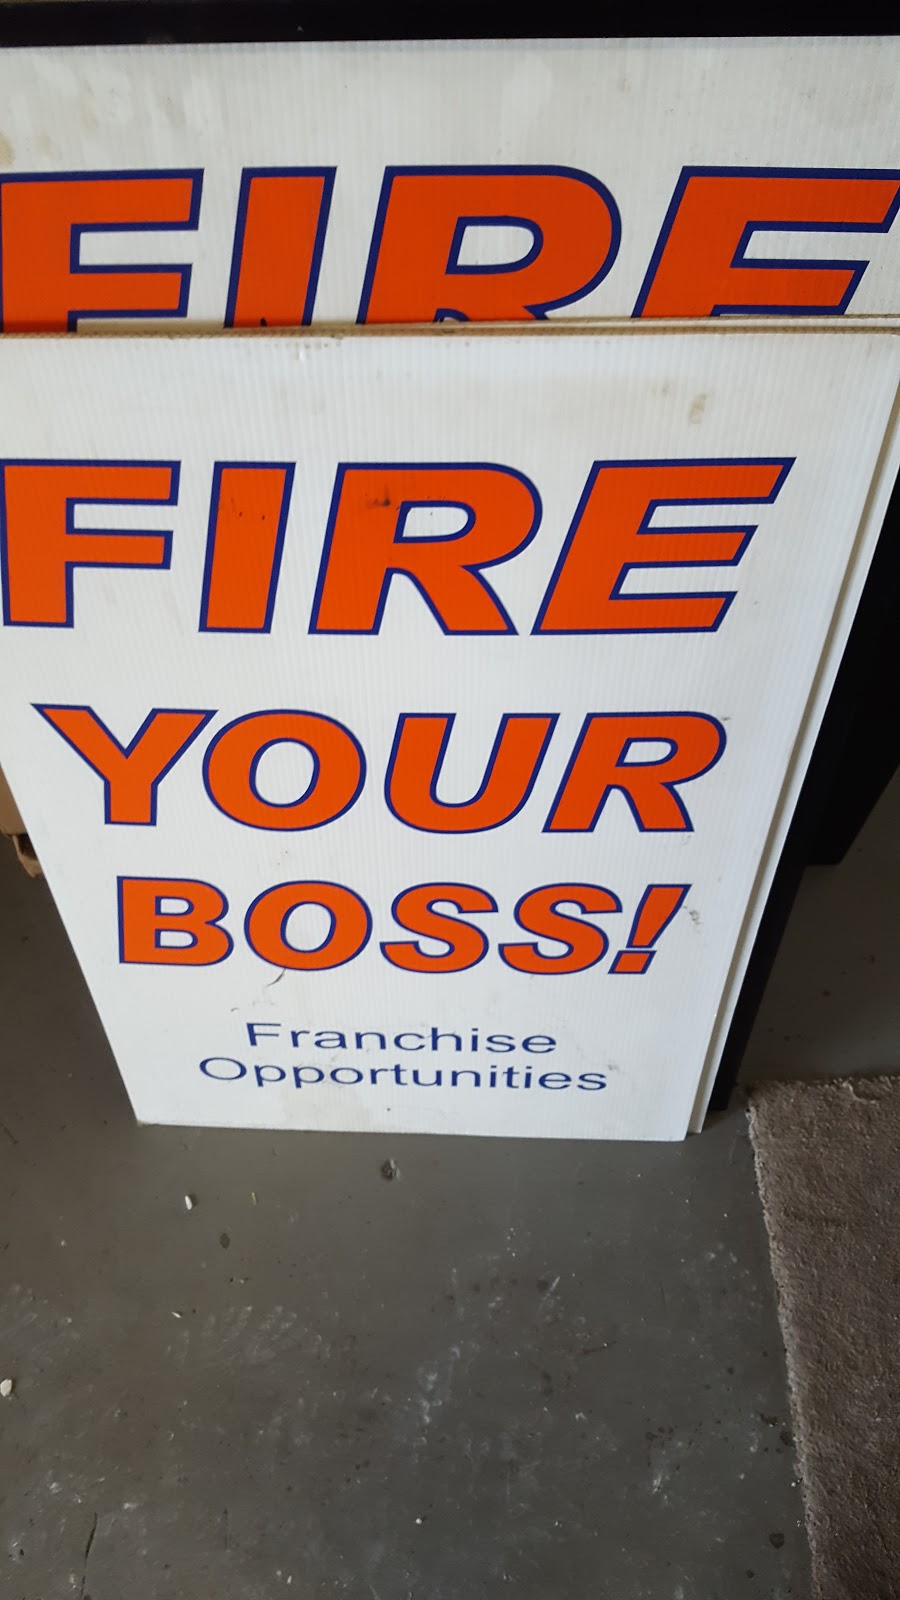 FIRE
FIRE
YOUR
BOSS!
Franchise
Opportunities